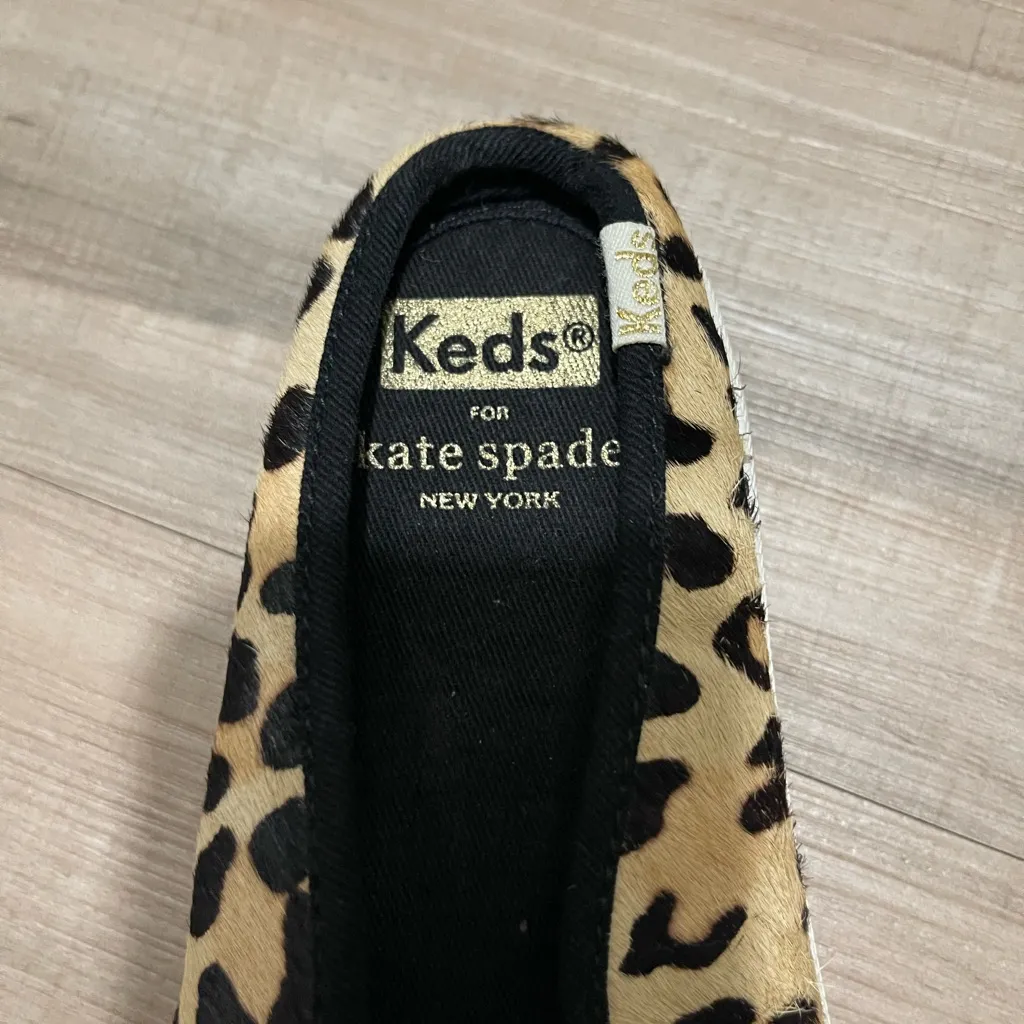 Keds
Keds®
FOR
kate spade
NEW YORK